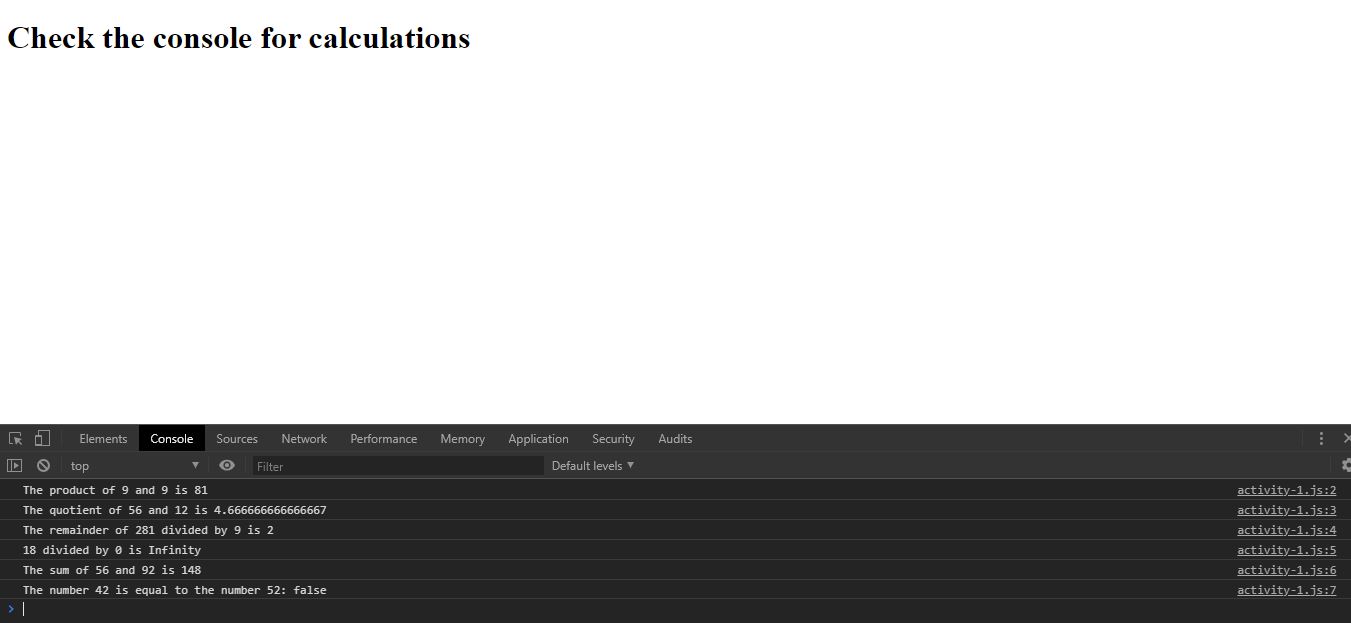 Check the console for calculations
Elements Console Sources Network Performance Memory Application Security Audits
top Filter Default levels
The product of 9 and 9 is 81 activity-1.js:2
The quotient of 56 and 12 is 4.666666666666667 activity-1.js:3
The remainder of 281 divided by 9 is 2 activity-1.js:4
18 divided by 0 is Infinity activity-1.js:5
The sum of 56 and 92 is 148 activity-1.js:6
The number 42 is equal to the number 52: false activity-1.js:7